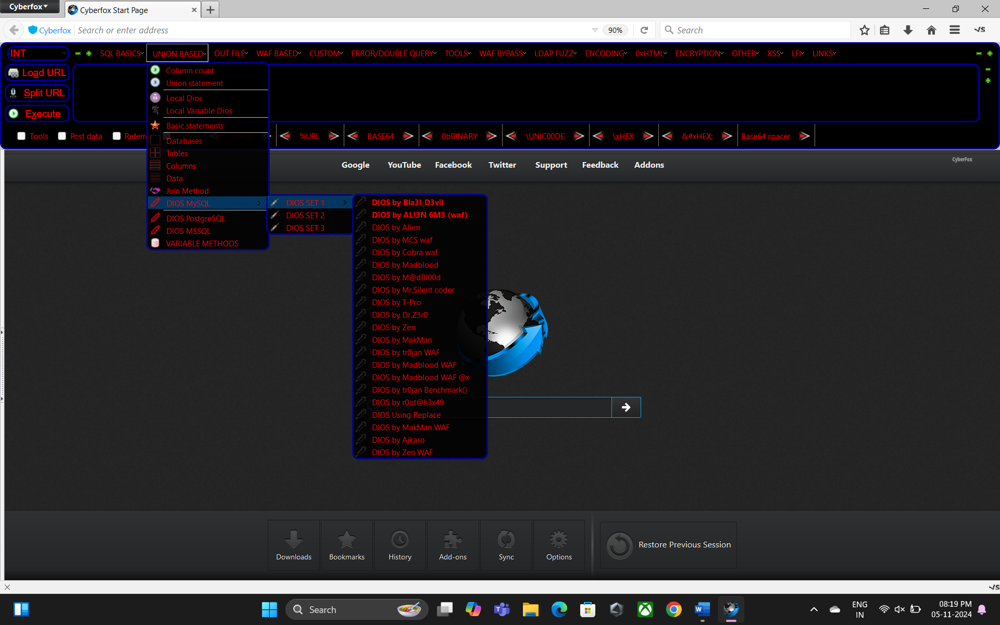 Cyberfox
Cyberfox Start Page
Cyberfox
Search or enter address
90%
Search
INT
SQL BASICS
UNION BASED
OUT FILE
WAF BASED
CUSTOM
ERROR/DOUBLE QUERY
TOOLS
WAF BYPASS
LDAP FUZZ
ENCODING
0xHTML
ENCRYPTION
OTHER
XSS
LFI
LINKS
Load URL
Split URL
Execute
Column count
Union statement
Local Dios
Local Variable Dios
Basic statements
Databases
Tables
Columns
Data
Join Method
DIOS MySQL
DIOS PostgreSQL
DIOS MSSQL
VARIABLE METHODS
Tools
Post data
Referr
%URL
BASE64
0bBINARY
\UNIC00DE
\xHEX
&#xHEX;
Base64 spacer
Google
YouTube
Facebook
Twitter
Support
Feedback
Addons
CyberFox
DIOS SET 1
DIOS SET 2
DIOS SET 3
DIOS by Bla3l_D3vil
DIOS by AL!3N 6M3 (waf)
DIOS by Alien
DIOS by MCS waf
DIOS by Cobra waf
DIOS by Madblood
DIOS by M@dBl00d
DIOS by Mr.Silent coder
DIOS by T-Pro
DIOS by Dr.Z3r0
DIOS by Zen
DIOS by MakMan
DIOS by tr0jan WAF
DIOS by Madblood WAF
DIOS by Madblood WAF @x
DIOS by tr0jan Benchmark()
DIOS by r0ot@h3x49
DIOS Using Replace
DIOS by MakMan WAF
DIOS by Ajkaro
DIOS by Zen WAF
Downloads
Bookmarks
History
Add-ons
Sync
Options
Restore Previous Session
Search
ENG
IN
08:19 PM
05-11-2024